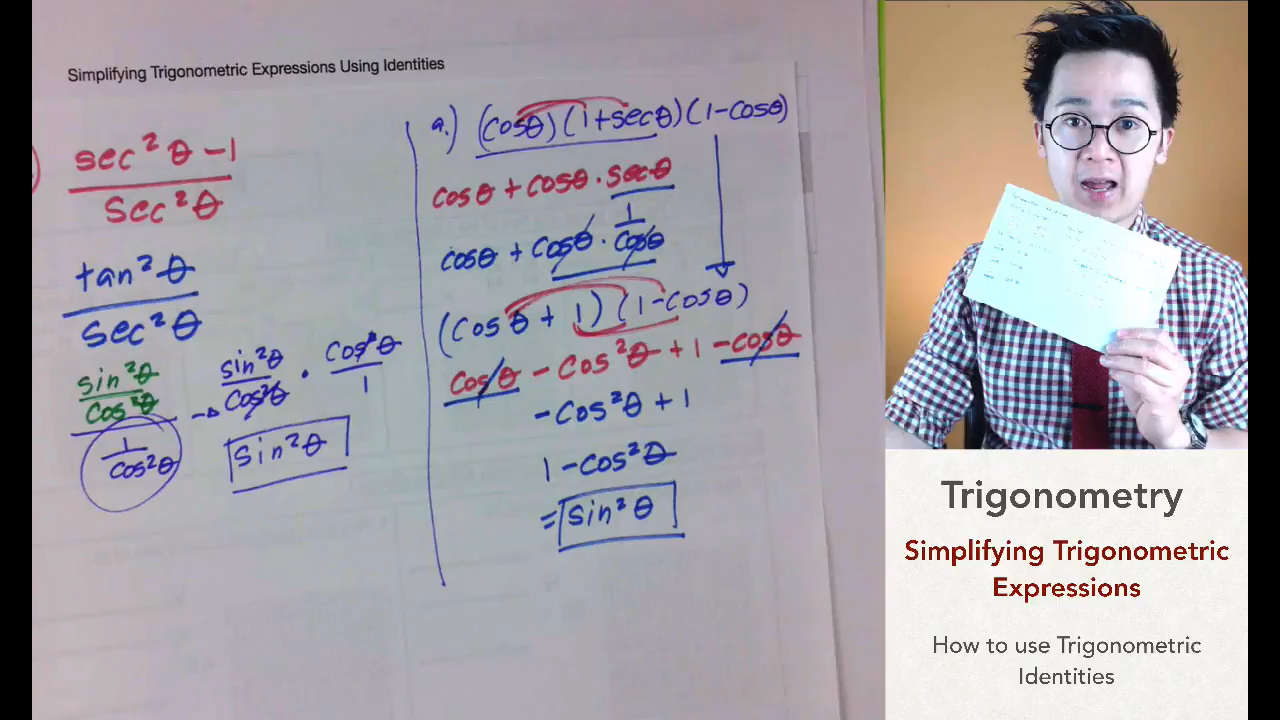 Simplifying Trigonometric Expressions Using Identities
sec²θ −1
sec²θ
tan²θ
sec²θ
sin²θ
cos²θ
1
cos²θ
→ sin²θ
cos²θ
· cos²θ
1
sin²θ
9.) (cosθ)(1+secθ)(1−cosθ)
cosθ + cosθ · secθ
cosθ + cosθ · 1
cosθ
(cosθ + 1)(1−cosθ)
cosθ − cos²θ + 1 − cosθ
−cos²θ + 1
1 − cos²θ
= sin²θ
Trigonometry
Simplifying Trigonometric
Expressions
How to use Trigonometric
Identities